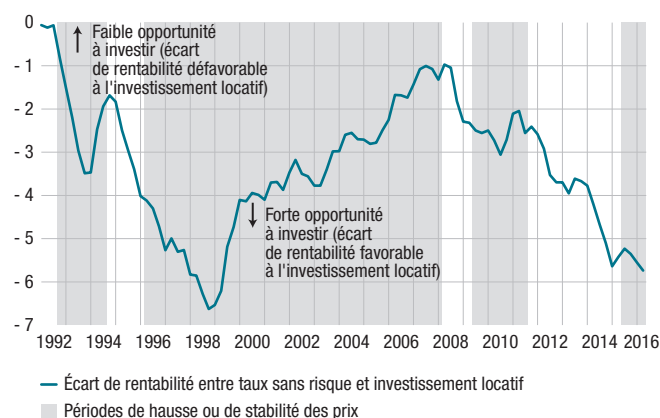 0
- 1
- 2
- 3
- 4
- 5
- 6
- 7
Faible opportunité
à investir (écart
de rentabilité défavorable
à l'investissement locatif)
Forte opportunité
à investir (écart
de rentabilité favorable
à l'investissement locatif)
1992 1994 1996 1998 2000 2002 2004 2006 2008 2010 2012 2014 2016
Écart de rentabilité entre taux sans risque et investissement locatif
Périodes de hausse ou de stabilité des prix